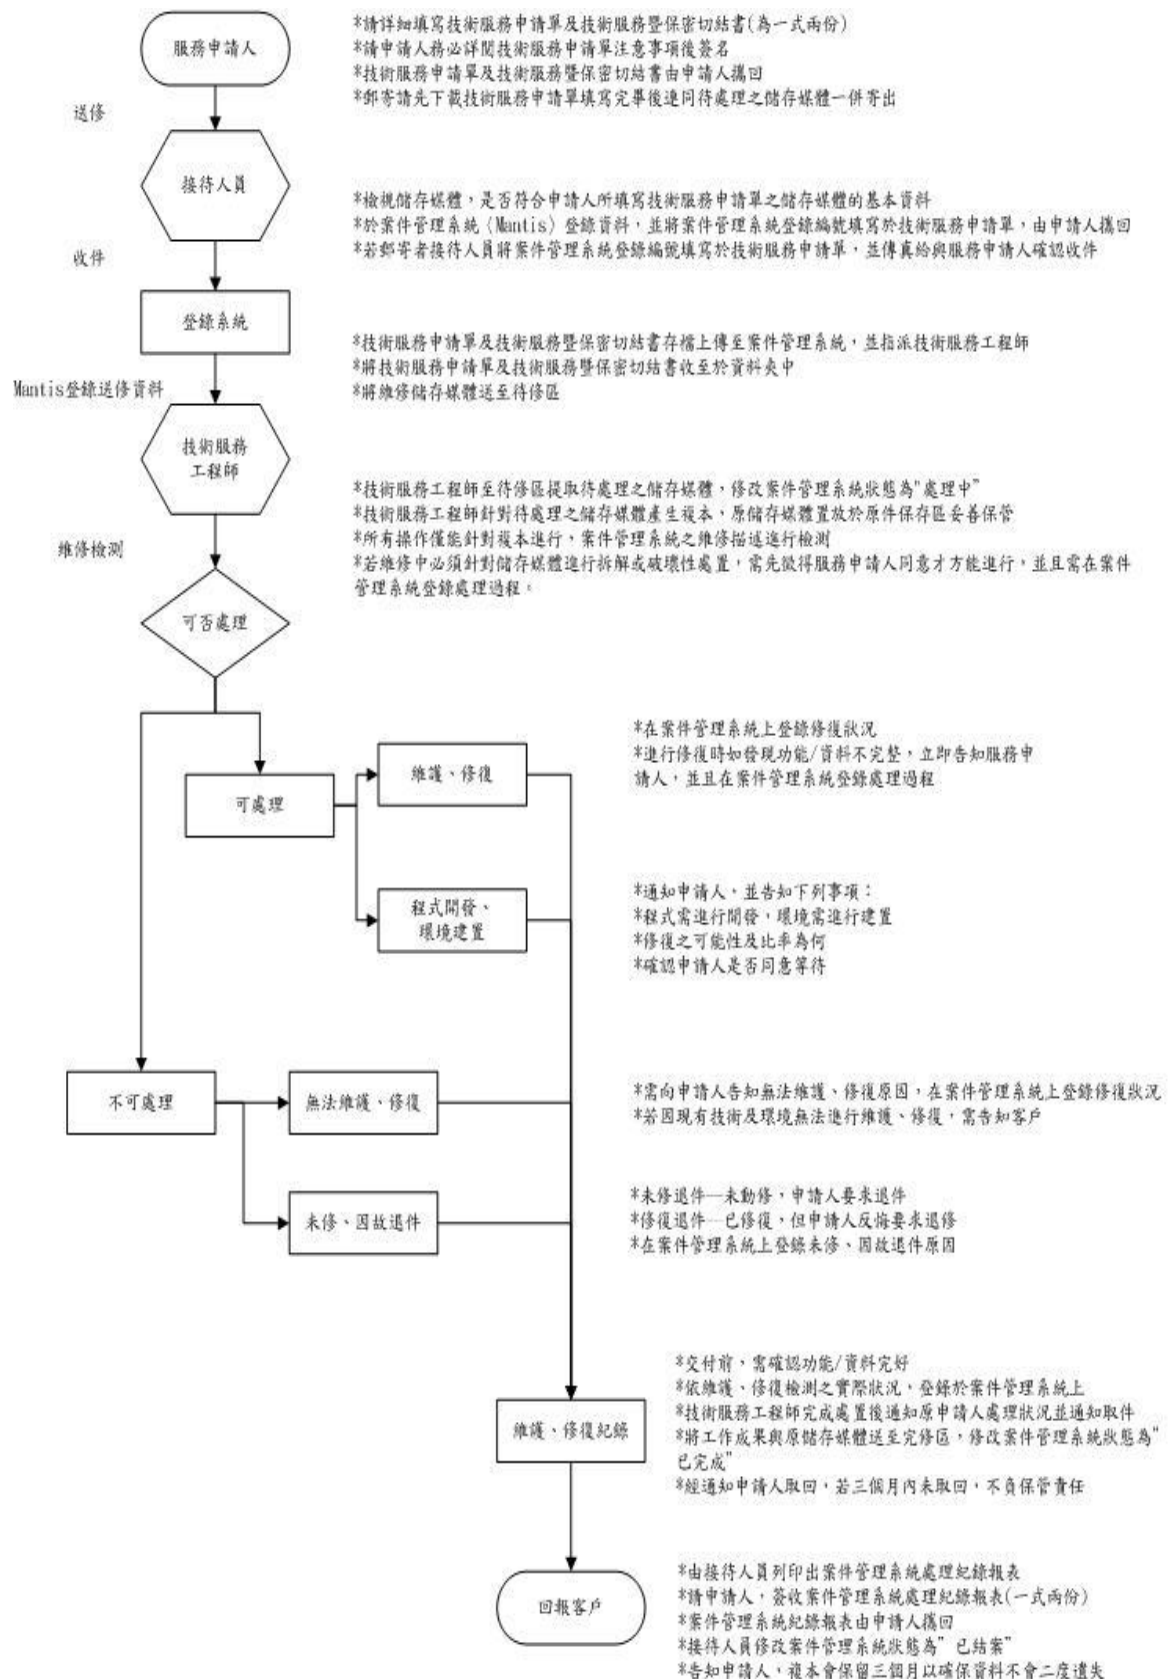 服務申請人
*請詳細填寫技術服務申請單及技術服務暨保密切結書(為一式兩份)
*請申請人務必詳閱技術服務申請單注意事項後簽名
*技術服務申請單及技術服務暨保密切結書由申請人攜回
*郵寄請先下載技術服務申請單填寫完畢後連同待處理之儲存媒體一併寄出
送修
接待人員
*檢視儲存媒體,是否符合申請人所填寫技術服務申請單之儲存媒體的基本資料
*於案件管理系統(Mantis)登錄資料,並將案件管理系統登錄編號填寫於技術服務申請單,由申請人攜回
*若郵寄者接待人員將案件管理系統登錄編號填寫於技術服務申請單,並傳真給與服務申請人確認收件
收件
登錄系統
*技術服務申請單及技術服務暨保密切結書存檔上傳至案件管理系統,並指派技術服務工程師
*將技術服務申請單及技術服務暨保密切結書收至於資料夾中
*將維修儲存媒體送至待修區
Mantis登錄送修資料
技術服務
工程師
*技術服務工程師至待修區提取待處理之儲存媒體,修改案件管理系統狀態為"處理中"
*技術服務工程師針對待處理之儲存媒體產生複本,原儲存媒體置放於原件保存區妥善保管
*所有操作僅能針對複本進行,案件管理系統之維修描述進行檢測
*若維修中必須針對儲存媒體進行拆解或破壞性處置,需先徵得服務申請人同意才方能進行,並且需在案件
管理系統登錄處理過程。
維修檢測
可否處理
可處理
維護、修復
*在案件管理系統上登錄修復狀況
*進行修復時如發現功能/資料不完整,立即告知服務申
請人,並且在案件管理系統登錄處理過程
程式開發、
環境建置
*通知申請人,並告知下列事項:
*程式需進行開發,環境需進行建置
*修復之可能性及比率為何
*確認申請人是否同意等待
不可處理
無法維護、修復
*需向申請人告知無法維護、修復原因,在案件管理系統上登錄修復狀況
*若因現有技術及環境無法進行維護、修復,需告知客戶
未修、因故退件
*未修退件—未動修,申請人要求退件
*修復退件—已修復,但申請人反悔要求退修
*在案件管理系統上登錄未修、因故退件原因
維護、修復紀錄
*交付前,需確認功能/資料完好
*依維護、修復檢測之實際狀況,登錄於案件管理系統上
*技術服務工程師完成處置後通知原申請人處理狀況並通知取件
*將工作成果與原儲存媒體送至完修區,修改案件管理系統狀態為"
已完成"
*經通知申請人取回,若三個月內未取回,不負保管責任
回報客戶
*由接待人員列印出案件管理系統處理紀錄報表
*請申請人,簽收案件管理系統處理紀錄報表(一式兩份)
*案件管理系統紀錄報表由申請人攜回
*接待人員修改案件管理系統狀態為"已結案"
*告知申請人,複本會保留三個月以確保資料不會二度遺失